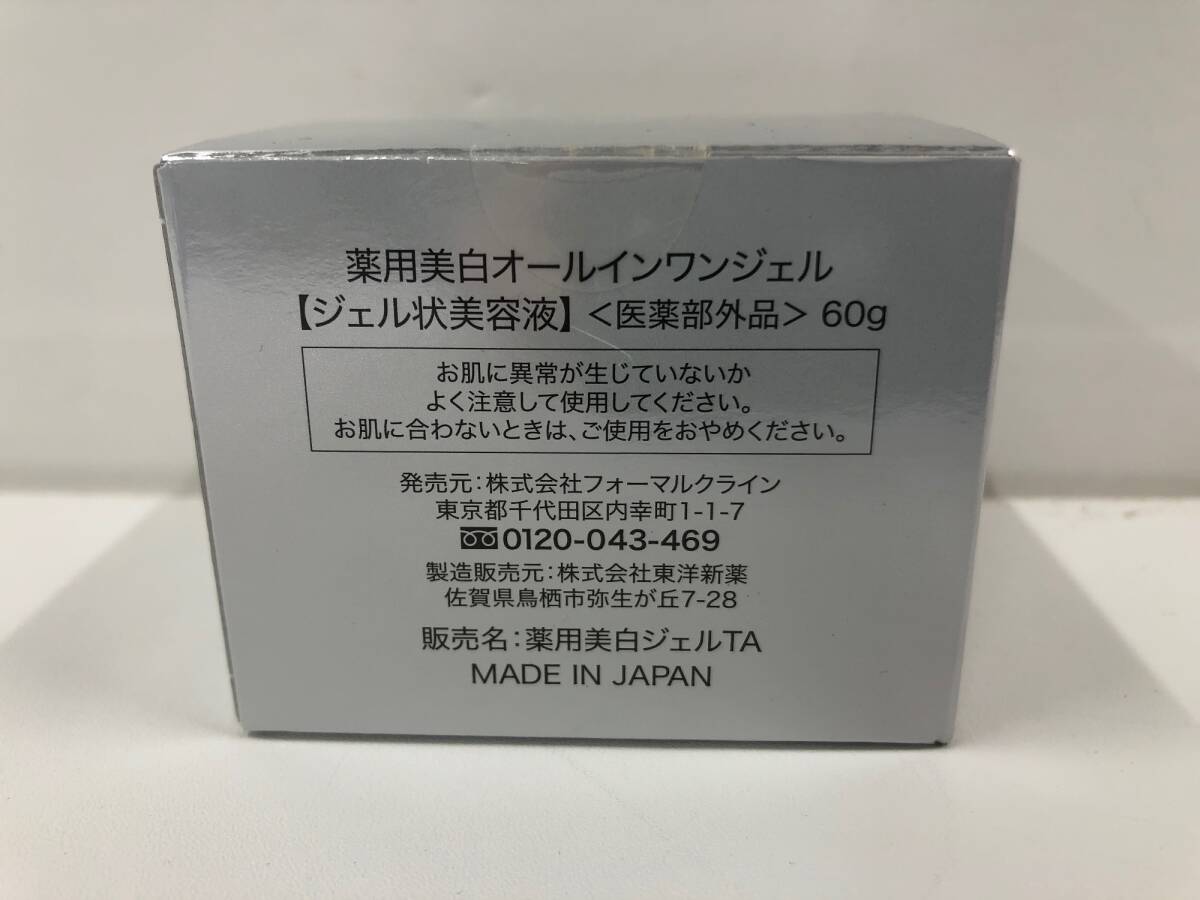 薬用美白オールインワンジェル
【ジェル状美容液】<医薬部外品> 60g
お肌に異常が生じていないか
よく注意して使用してください。
お肌に合わないときは、ご使用をおやめください。
発売元:株式会社フォーマルクライン
東京都千代田区内幸町1-1-7
0120-043-469
製造販売元:株式会社東洋新薬
佐賀県鳥栖市弥生が丘7-28
販売名:薬用美白ジェルTA
MADE IN JAPAN